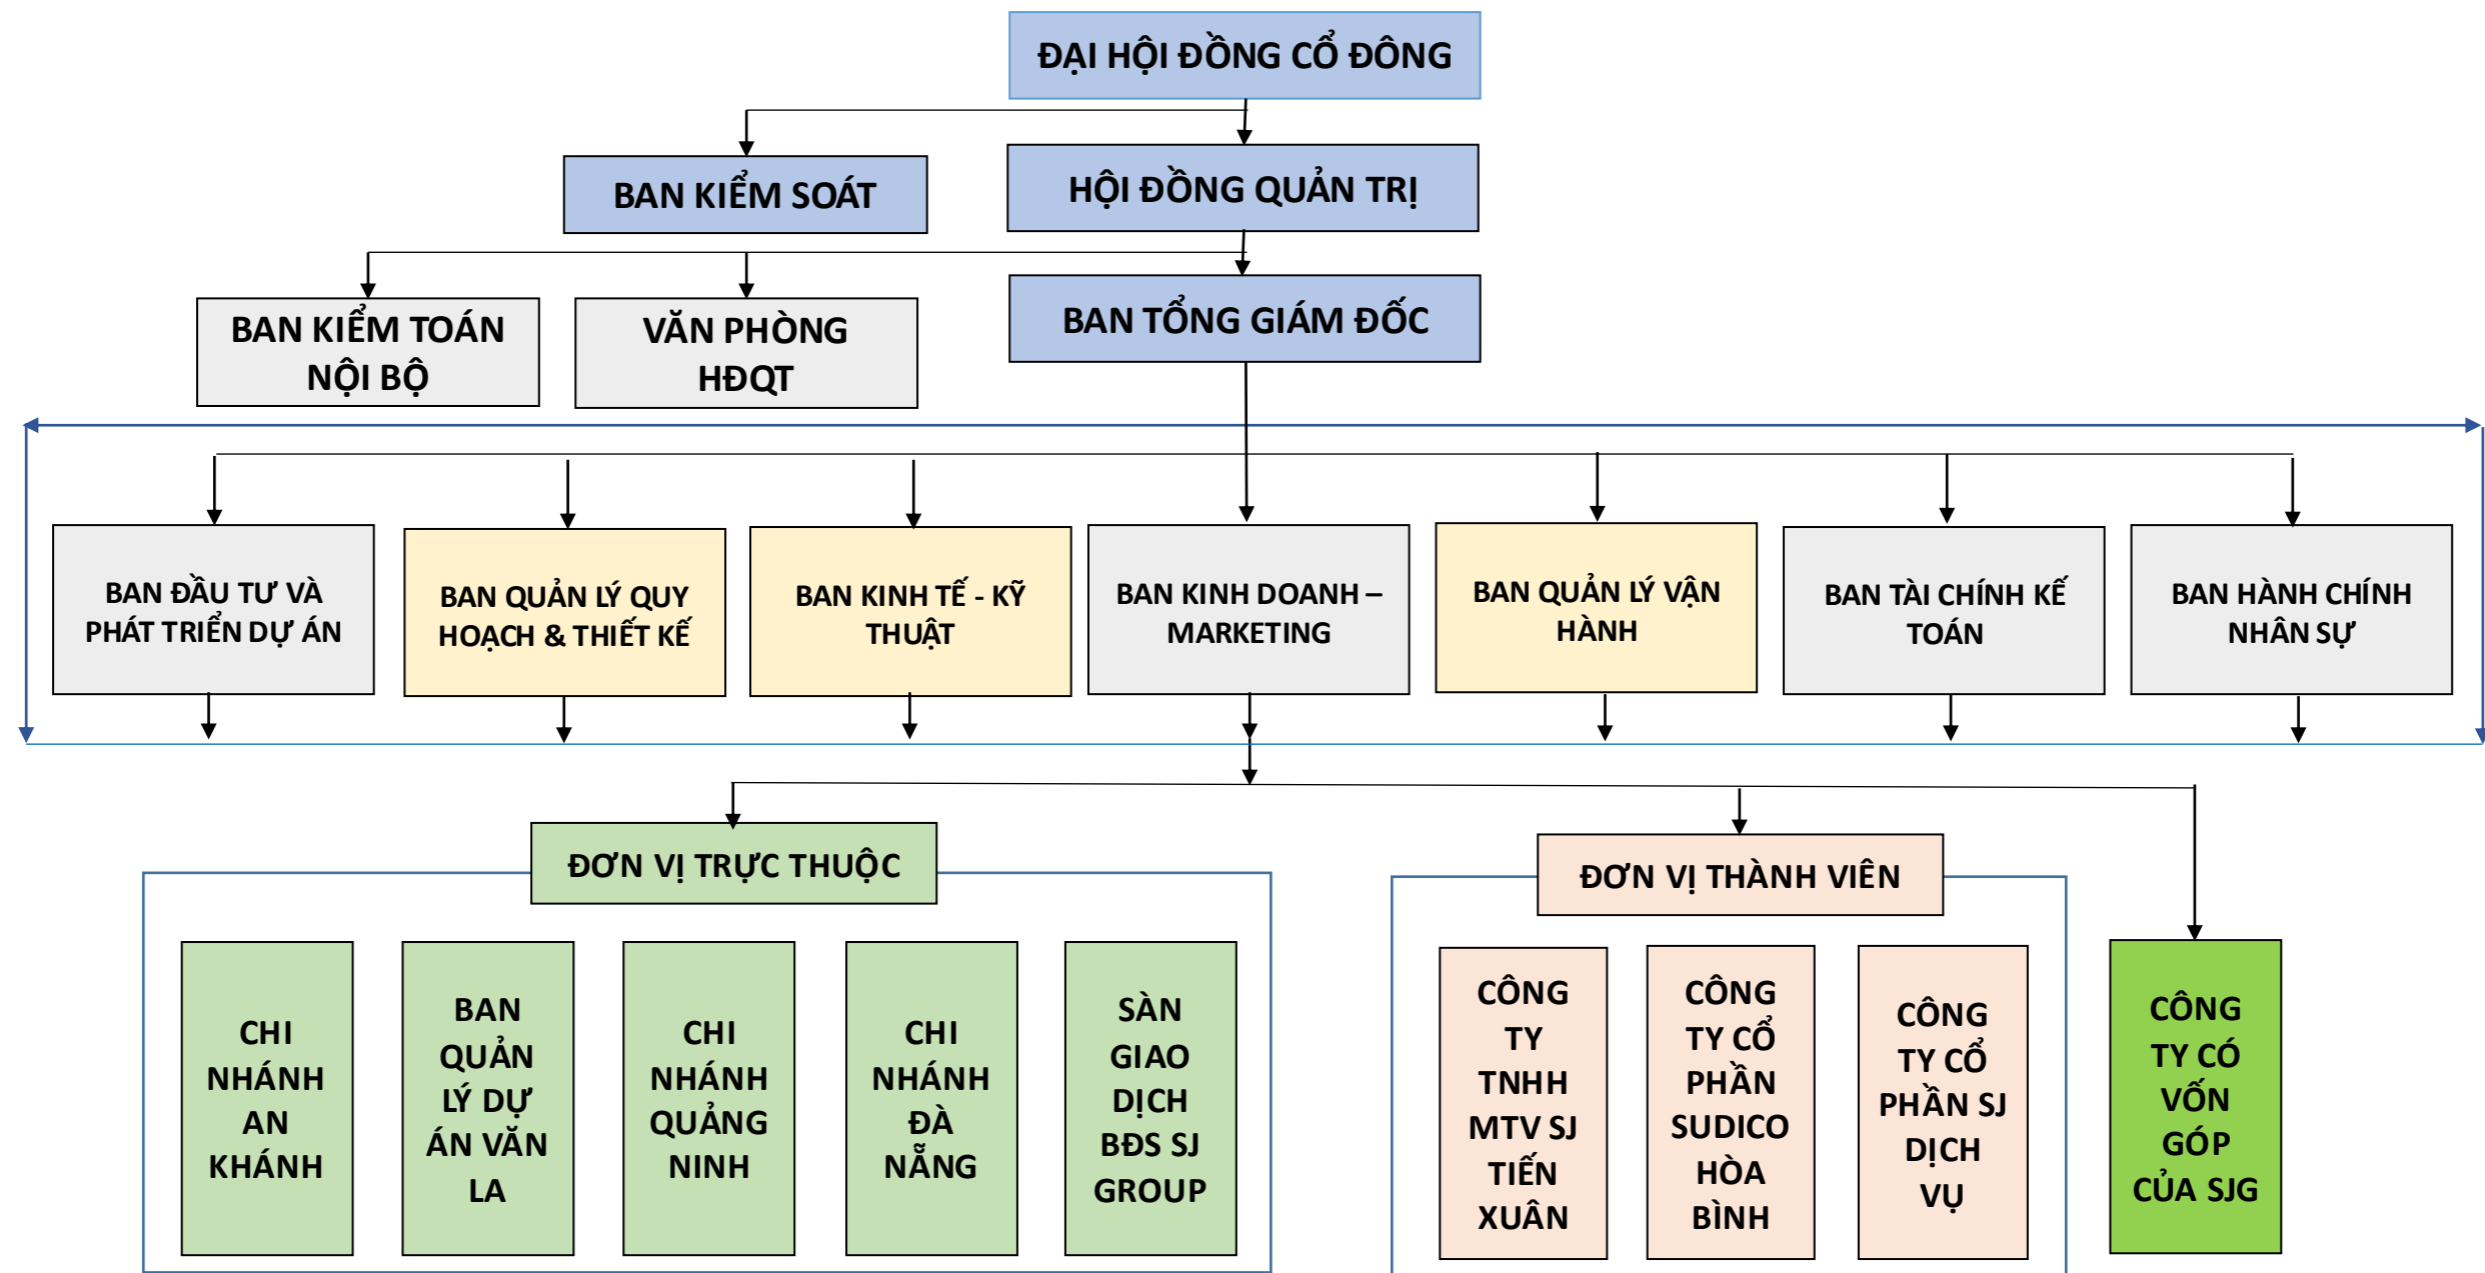 ĐẠI HỘI ĐỒNG CỔ ĐÔNG
BAN KIỂM SOÁT
HỘI ĐỒNG QUẢN TRỊ
BAN KIỂM TOÁN
NỘI BỘ
VĂN PHÒNG
HĐQT
BAN TỔNG GIÁM ĐỐC
BAN ĐẦU TƯ VÀ
PHÁT TRIỂN DỰ ÁN
BAN QUẢN LÝ QUY
HOẠCH & THIẾT KẾ
BAN KINH TẾ - KỸ
THUẬT
BAN KINH DOANH –
MARKETING
BAN QUẢN LÝ VẬN
HÀNH
BAN TÀI CHÍNH KẾ
TOÁN
BAN HÀNH CHÍNH
NHÂN SỰ
ĐƠN VỊ TRỰC THUỘC
CHI
NHÁNH
AN
KHÁNH
BAN
QUẢN
LÝ DỰ
ÁN VĂN
LA
CHI
NHÁNH
QUẢNG
NINH
CHI
NHÁNH
ĐÀ
NẴNG
SÀN
GIAO
DỊCH
BĐS SJ
GROUP
ĐƠN VỊ THÀNH VIÊN
CÔNG
TY
TNHH
MTV SJ
TIẾN
XUÂN
CÔNG
TY CỔ
PHẦN
SUDICO
HÒA
BÌNH
CÔNG
TY CỔ
PHẦN SJ
DỊCH
VỤ
CÔNG
TY CÓ
VỐN
GÓP
CỦA SJG